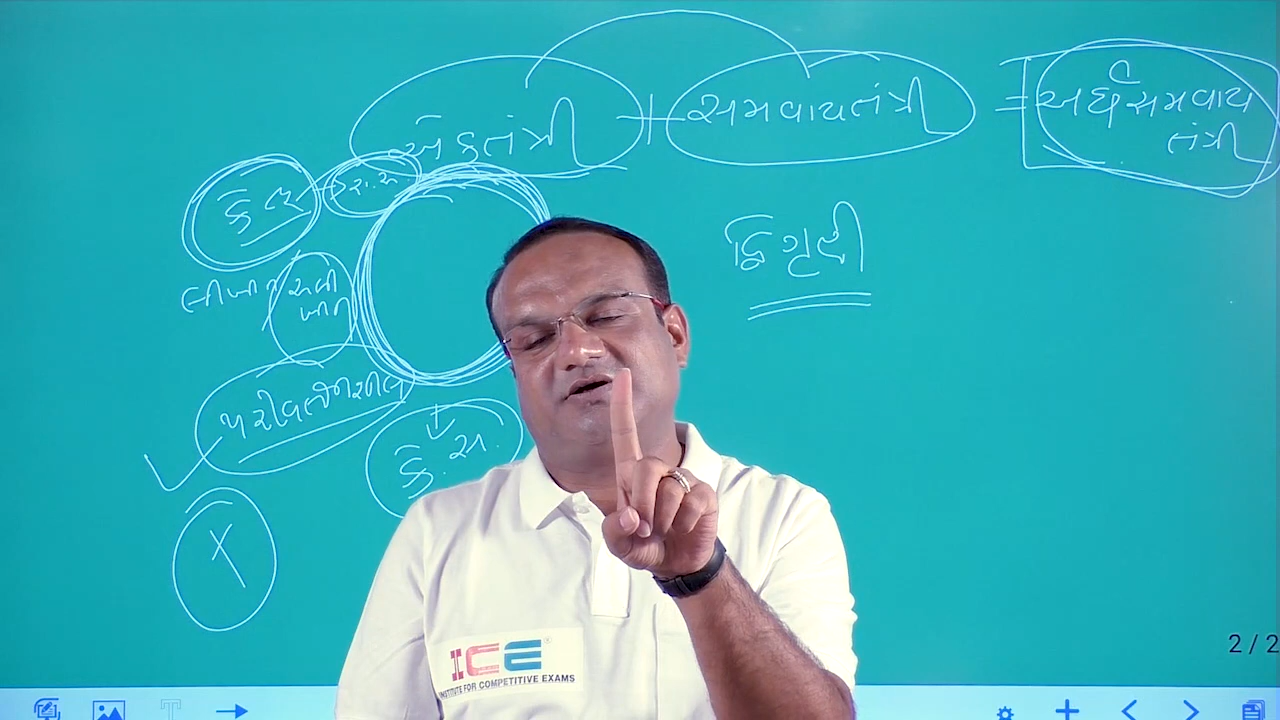 એકતંત્રી + સમવાયતંત્રી = અર્ધસમવાય
તંત્રી
રા.સ.
દ્વિગૃહી
લીખીત
પરીવર્તનશીલ
કે.સ.
X
2/2
ICE
INSTITUTE FOR COMPETITIVE EXAMS